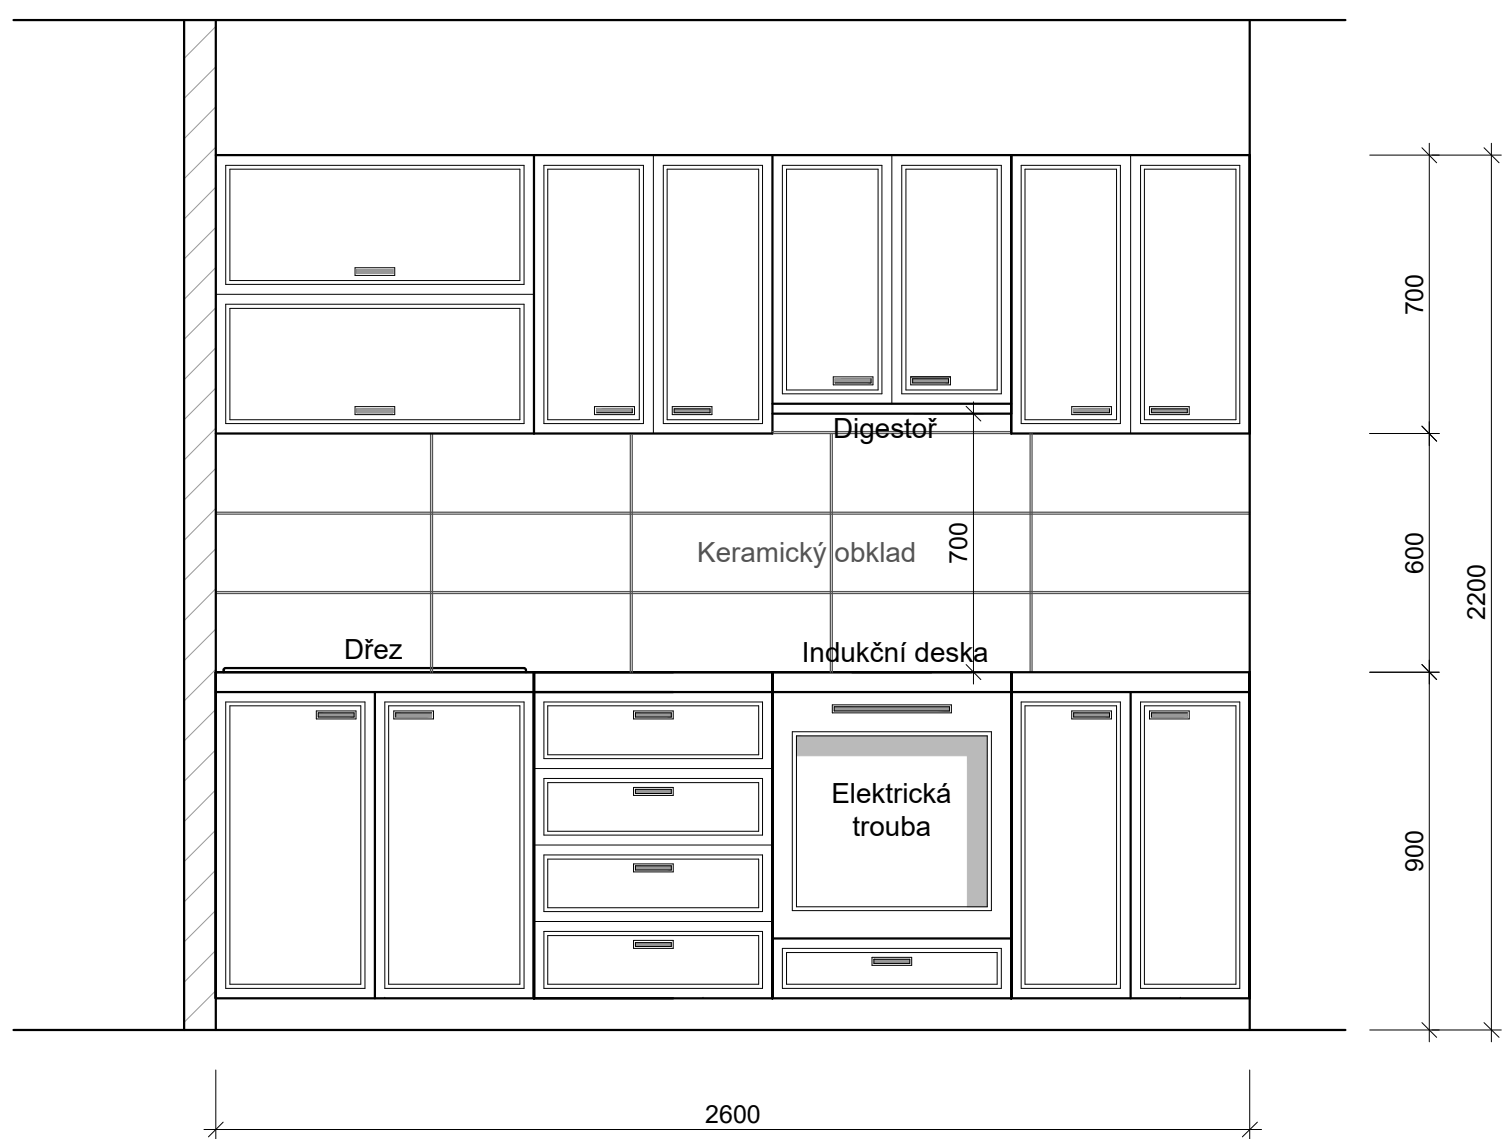 700
Digestoř
Keramický obklad
700
600
2200
Dřez
Indukční deska
Elektrická
trouba
900
2600